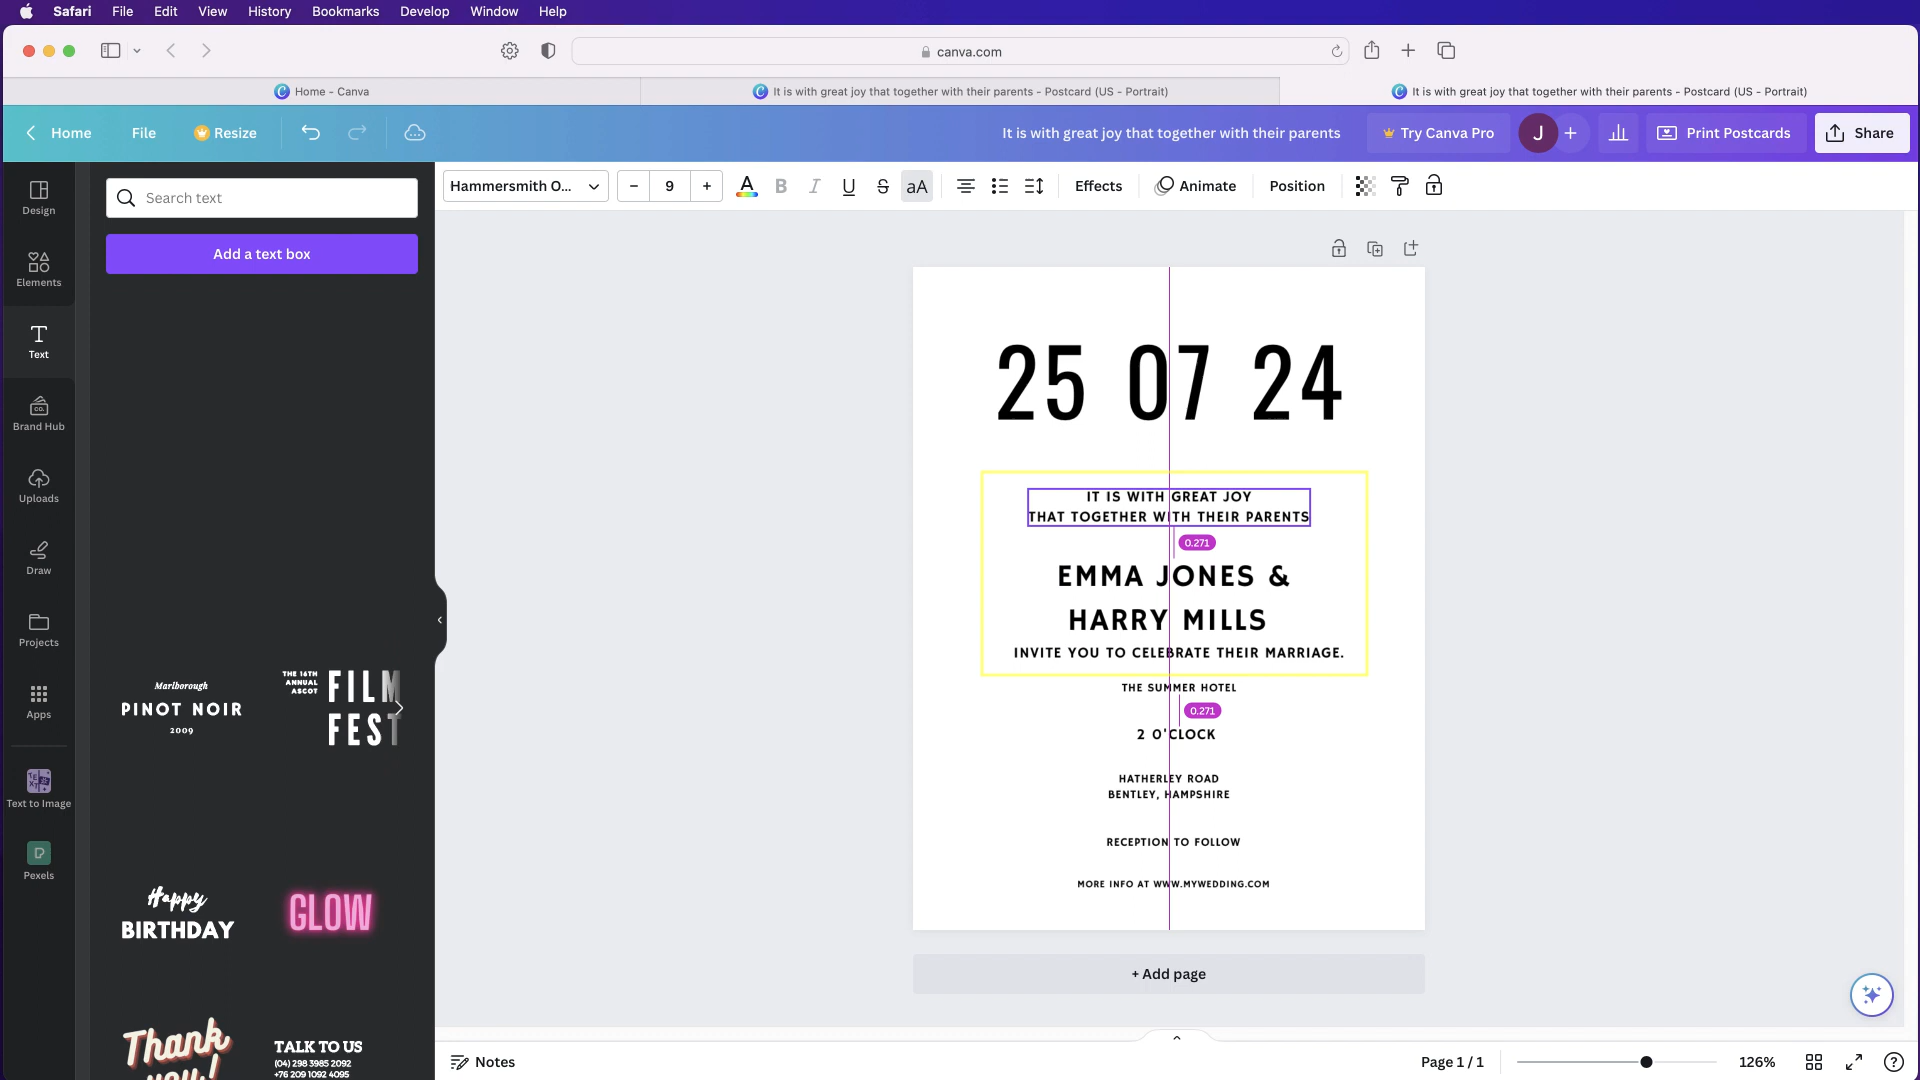 Safari File Edit View History Bookmarks Develop Window Help
canva.com
Home - Canva
It is with great joy that together with their parents - Postcard (US - Portrait)
It is with great joy that together with their parents - Postcard (US - Portrait)
Home File Resize
It is with great joy that together with their parents
Try Canva Pro
J
Print Postcards
Share
Design
Elements
Text
Brand Hub
Uploads
Draw
Projects
Apps
Text to Image
Pexels
Search text
Add a text box
Marlborough
PINOT NOIR
2009
THE 16TH
ANNUAL
ASCOT
FILM
FEST
Happy
BIRTHDAY
GLOW
Thank
you!
TALK TO US
(04) 298 3985 2092
+76 209 1092 4095
Hammersmith O... – 9 + A B I U S aA Effects Animate Position
25 07 24
IT IS WITH GREAT JOY
THAT TOGETHER WITH THEIR PARENTS
0.271
EMMA JONES &
HARRY MILLS
INVITE YOU TO CELEBRATE THEIR MARRIAGE.
THE SUMMER HOTEL
0.271
2 O'CLOCK
HATHERLEY ROAD
BENTLEY, HAMPSHIRE
RECEPTION TO FOLLOW
MORE INFO AT WWW.MYWEDDING.COM
+ Add page
Notes
Page 1 / 1
126%